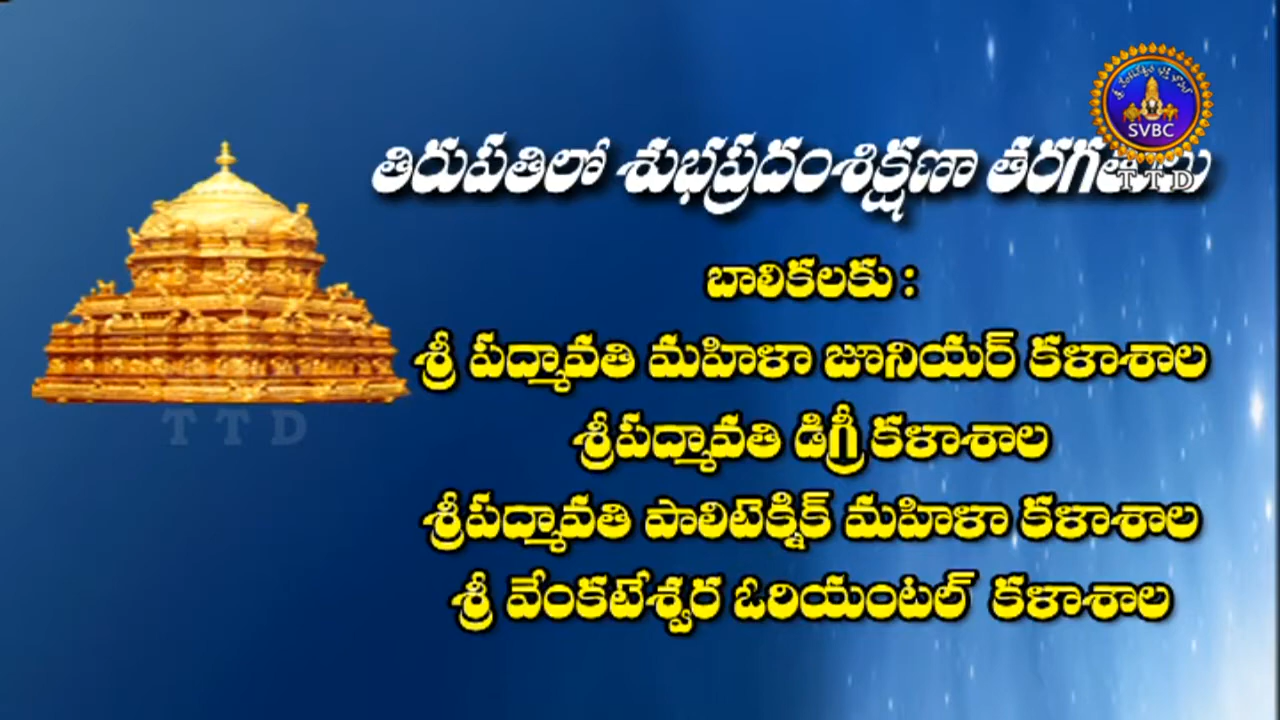 తిరుపతిలో శుభప్రదంశిక్షణా తరగతులు
SVBC
TTD
బాలికలకు :
శ్రీ పద్మావతి మహిళా జూనియర్ కళాశాల
శ్రీపద్మావతి డిగ్రీ కళాశాల
శ్రీపద్మావతి పాలిటెక్నిక్ మహిళా కళాశాల
శ్రీ వేంకటేశ్వర ఓరియంటల్ కళాశాల
TTD